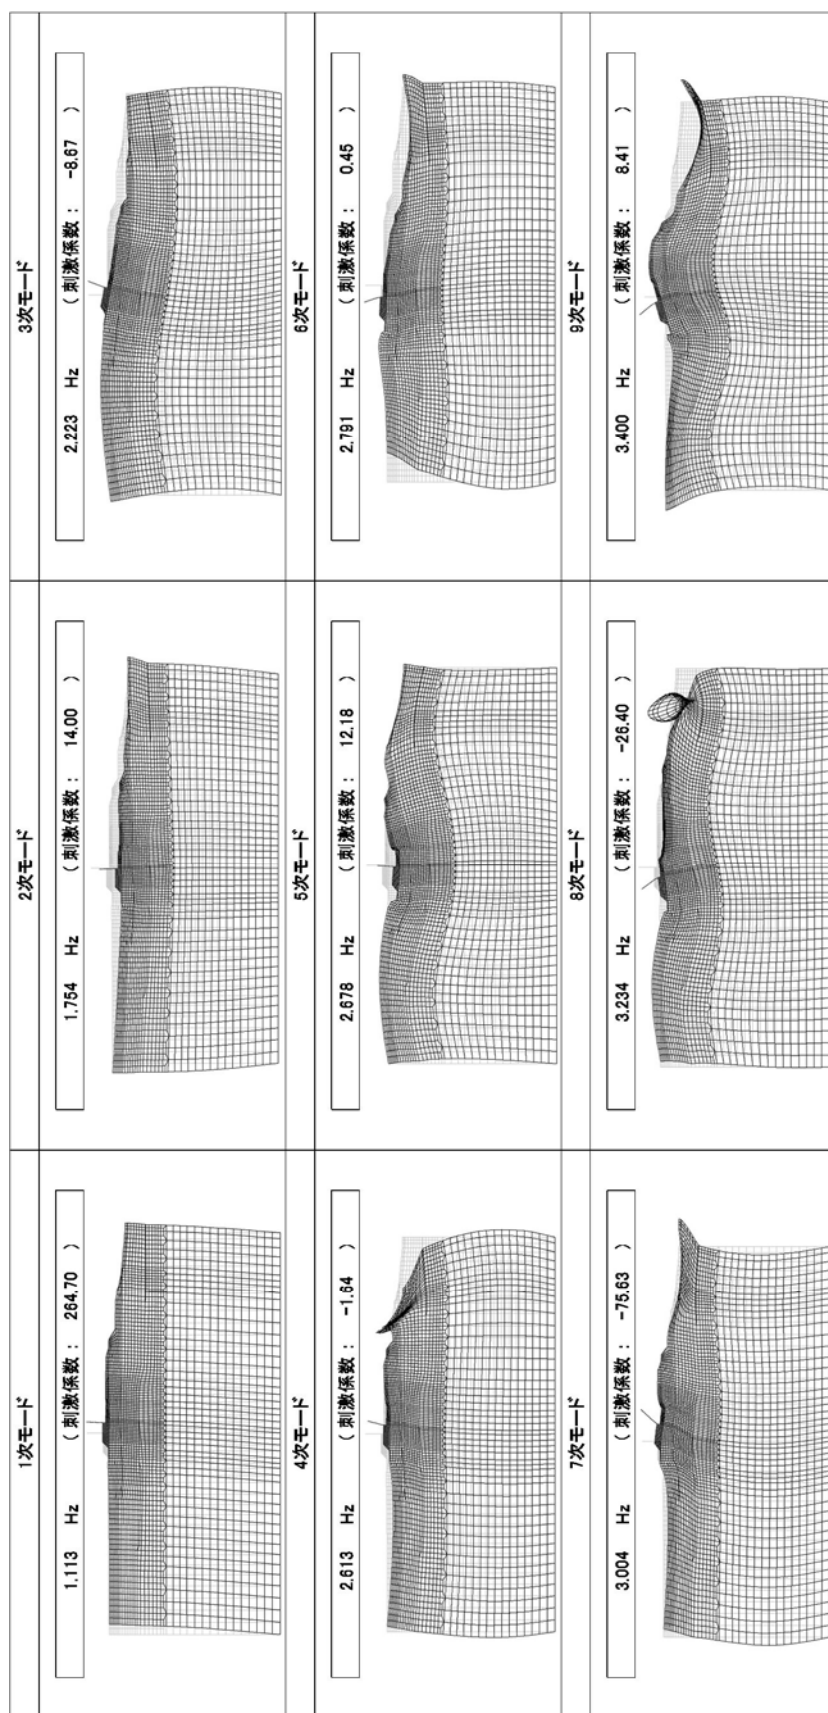 1次モード
1.113 Hz (刺激係数: 264.70 )
2次モード
1.754 Hz (刺激係数: 14.00 )
3次モード
2.223 Hz (刺激係数: -8.67 )
4次モード
2.613 Hz (刺激係数: -1.64 )
5次モード
2.678 Hz (刺激係数: 12.18 )
6次モード
2.791 Hz (刺激係数: 0.45 )
7次モード
3.004 Hz (刺激係数: -75.63 )
8次モード
3.234 Hz (刺激係数: -26.40 )
9次モード
3.400 Hz (刺激係数: 8.41 )